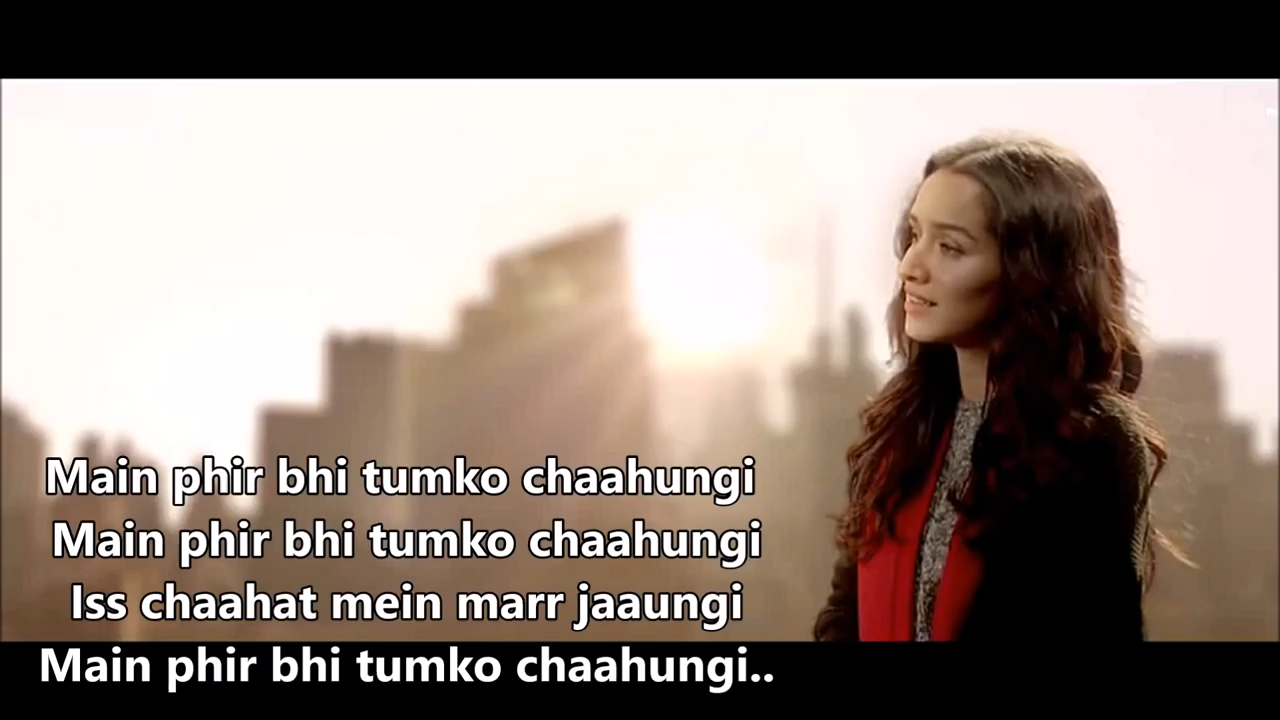 Main phir bhi tumko chaahungi
Main phir bhi tumko chaahungi
Iss chaahat mein marr jaaungi
Main phir bhi tumko chaahungi..